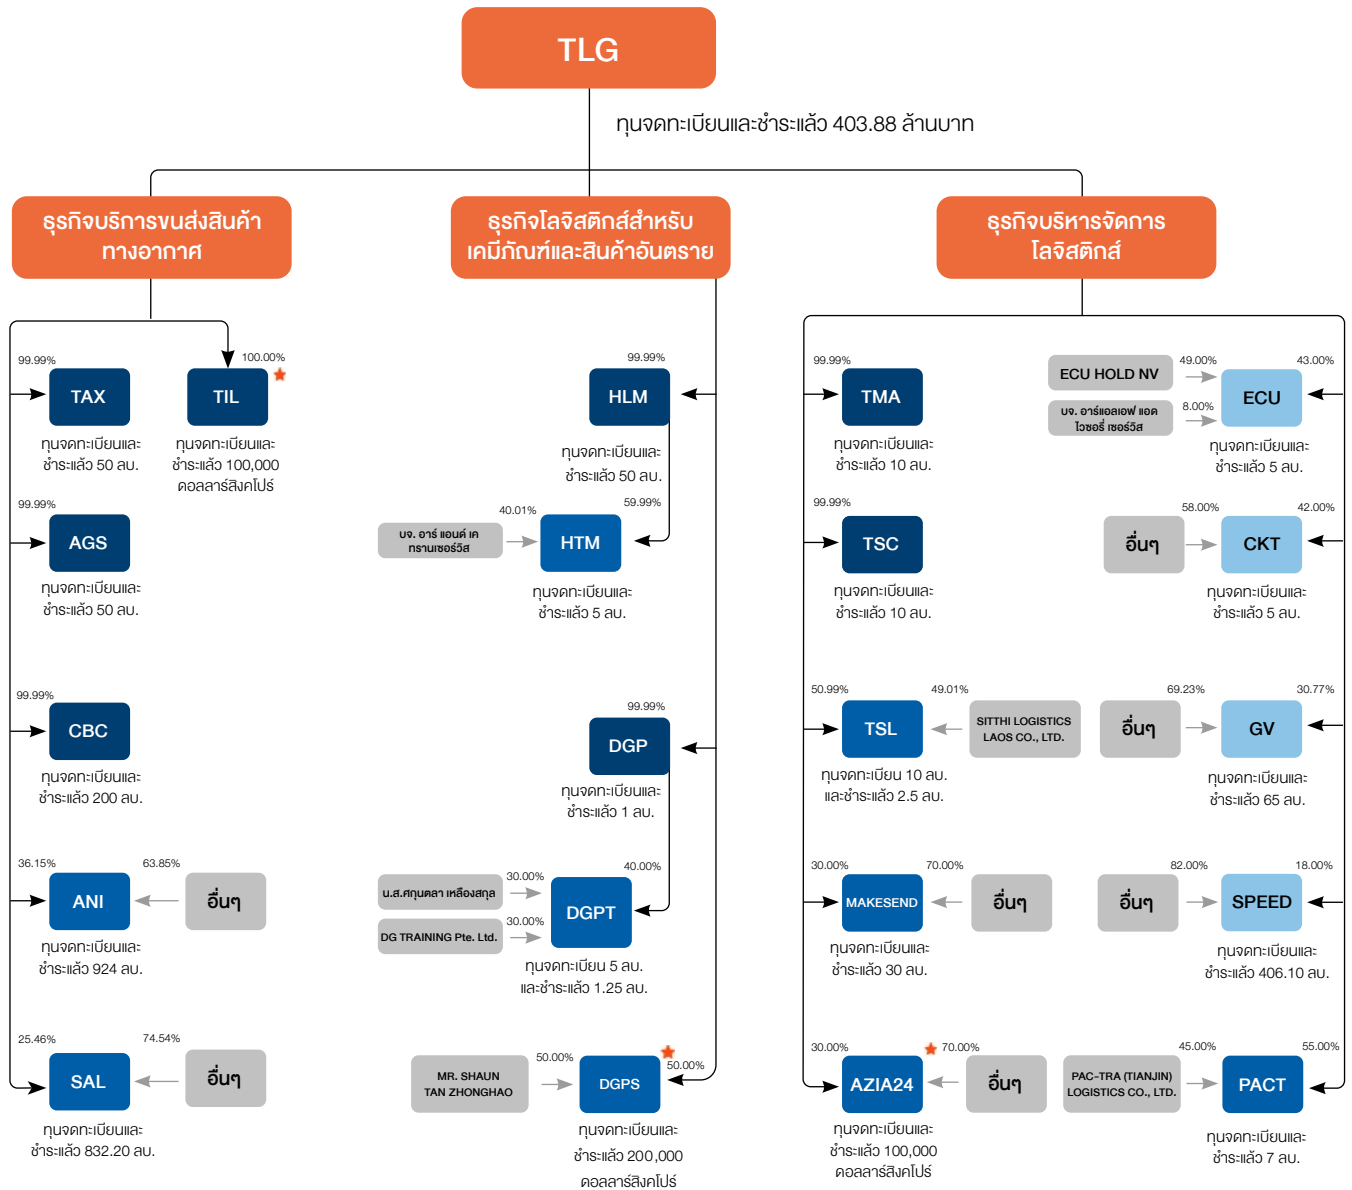 TLG
ทุนจดทะเบียนและชำระแล้ว 403.88 ล้านบาท
ธุรกิจบริการขนส่งสินค้า
ทางอากาศ
99.99%
TAX
ทุนจดทะเบียนและ
ชำระแล้ว 50 ลบ.
100.00%
TIL
ทุนจดทะเบียนและ
ชำระแล้ว 100,000
ดอลลาร์สิงคโปร์
99.99%
AGS
ทุนจดทะเบียนและ
ชำระแล้ว 50 ลบ.
99.99%
CBC
ทุนจดทะเบียนและ
ชำระแล้ว 200 ลบ.
36.15%
63.85%
ANI
อื่นๆ
ทุนจดทะเบียนและ
ชำระแล้ว 924 ลบ.
25.46%
74.54%
SAL
อื่นๆ
ทุนจดทะเบียนและ
ชำระแล้ว 832.20 ลบ.
ธุรกิจโลจิสติกส์สำหรับ
เคมีภัณฑ์และสินค้าอันตราย
99.99%
HLM
ทุนจดทะเบียนและ
ชำระแล้ว 50 ลบ.
40.01%
59.99%
บจ. อาร์ แอนด์ เค
ทรานเซอร์วิส
HTM
ทุนจดทะเบียนและ
ชำระแล้ว 5 ลบ.
99.99%
DGP
ทุนจดทะเบียนและ
ชำระแล้ว 1 ลบ.
40.00%
30.00%
น.ส.ศกุนตลา เหลืองสกุล
DGPT
30.00%
DG TRAINING Pte. Ltd.
ทุนจดทะเบียน 5 ลบ.
และชำระแล้ว 1.25 ลบ.
50.00%
50.00%
MR. SHAUN
TAN ZHONGHAO
DGPS
ทุนจดทะเบียนและ
ชำระแล้ว 200,000
ดอลลาร์สิงคโปร์
ธุรกิจบริหารจัดการ
โลจิสติกส์
99.99%
TMA
ทุนจดทะเบียนและ
ชำระแล้ว 10 ลบ.
49.00%
43.00%
ECU HOLD NV
ECU
8.00%
บจ. อาร์แอลเอฟ แอด
ไวซอรี่ เซอร์วิส
ทุนจดทะเบียนและ
ชำระแล้ว 5 ลบ.
99.99%
TSC
ทุนจดทะเบียนและ
ชำระแล้ว 10 ลบ.
58.00%
42.00%
อื่นๆ
CKT
ทุนจดทะเบียนและ
ชำระแล้ว 5 ลบ.
50.99%
49.01%
TSL
SITTHI LOGISTICS
LAOS CO., LTD.
ทุนจดทะเบียน 10 ลบ.
และชำระแล้ว 2.5 ลบ.
69.23%
30.77%
อื่นๆ
GV
ทุนจดทะเบียนและ
ชำระแล้ว 65 ลบ.
30.00%
70.00%
MAKESEND
อื่นๆ
ทุนจดทะเบียนและ
ชำระแล้ว 30 ลบ.
82.00%
18.00%
อื่นๆ
SPEED
ทุนจดทะเบียนและ
ชำระแล้ว 406.10 ลบ.
30.00%
70.00%
AZIA24
อื่นๆ
ทุนจดทะเบียนและ
ชำระแล้ว 100,000
ดอลลาร์สิงคโปร์
45.00%
55.00%
PAC-TRA (TIANJIN)
LOGISTICS CO., LTD.
PACT
ทุนจดทะเบียนและ
ชำระแล้ว 7 ลบ.